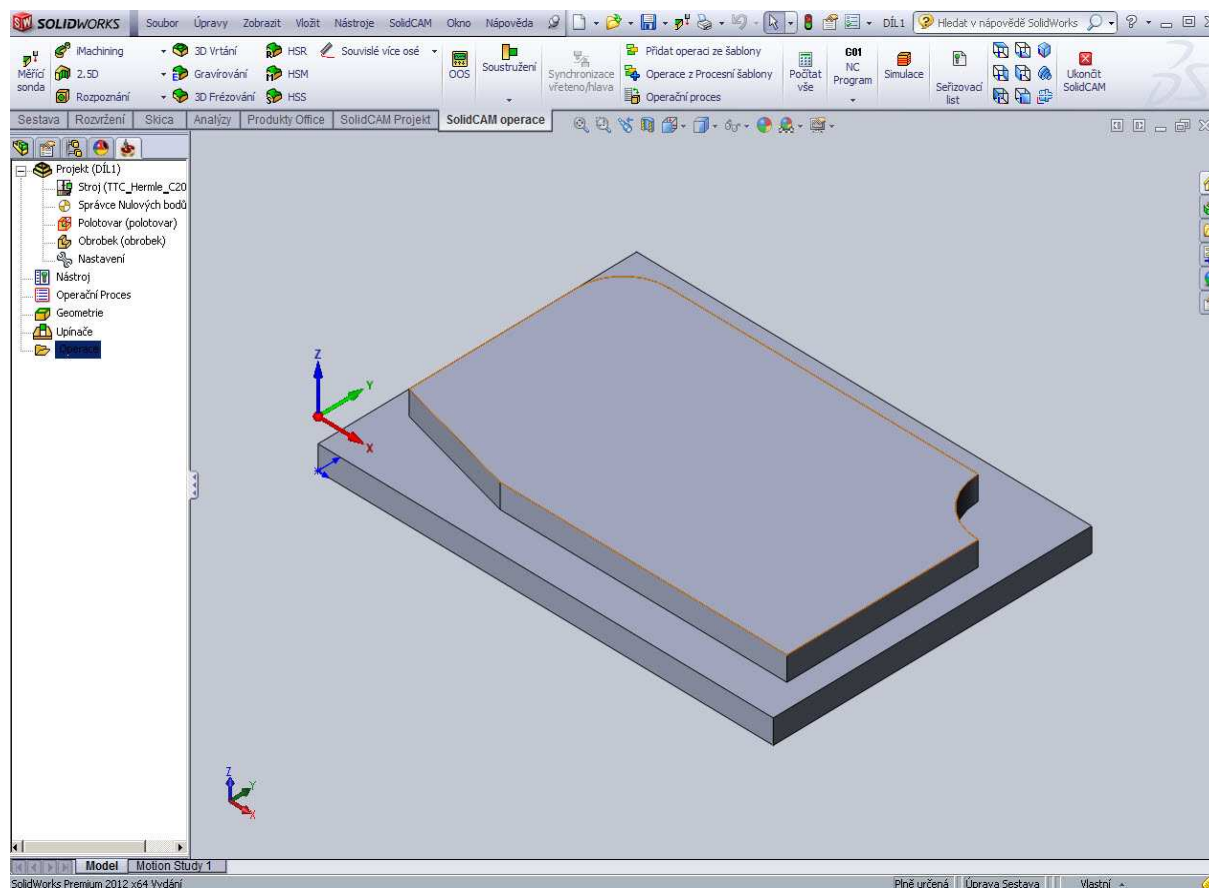 SOLIDWORKS Soubor Úpravy Zobrazit Vložit Nástroje SolidCAM Okno Nápověda DÍL1 Hledat v nápovědě SolidWorks
iMachining 3D Vrtání HSR Souvislé více osé Přidat operaci ze šablony G01
Měřící sonda 2.5D Gravírování HSM OOS Soustružení Synchronizace vřeteno/hlava Operace z Procesní šablony Počítat vše NC Program Simulace Seřizovací list Ukončit SolidCAM
Rozpoznání 3D Frézování HSS Operační proces
Sestava Rozvržení Skica Analýzy Produkty Office SolidCAM Projekt SolidCAM operace
Projekt (DÍL1)
Stroj (TTC_Hermle_C20
Správce Nulových bodů
Polotovar (polotovar)
Obrobek (obrobek)
Nastavení
Nástroj
Operační Proces
Geometrie
Upínače
Operace
Z
Y
X
Z
Y
X
Model Motion Study 1
SolidWorks Premium 2012 x64 Vydání Plně určená Úprava Sestava Vlastní